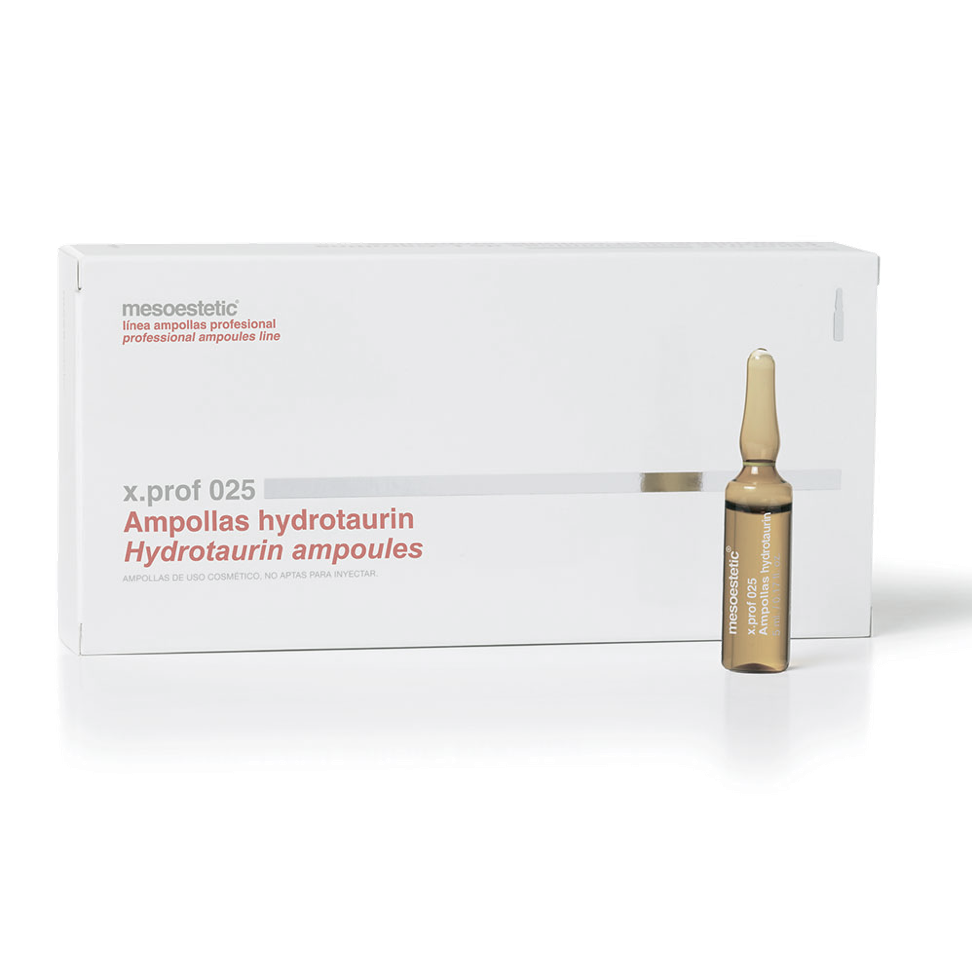 mesoestetic®
línea ampollas profesional
professional ampoules line
x.prof 025
Ampollas hydrotaurin
Hydrotaurin ampoules
AMPOLLAS DE USO COSMÉTICO, NO APTAS PARA INYECTAR.
mesoestetic®
x.prof 025
Ampollas hydrotaurin